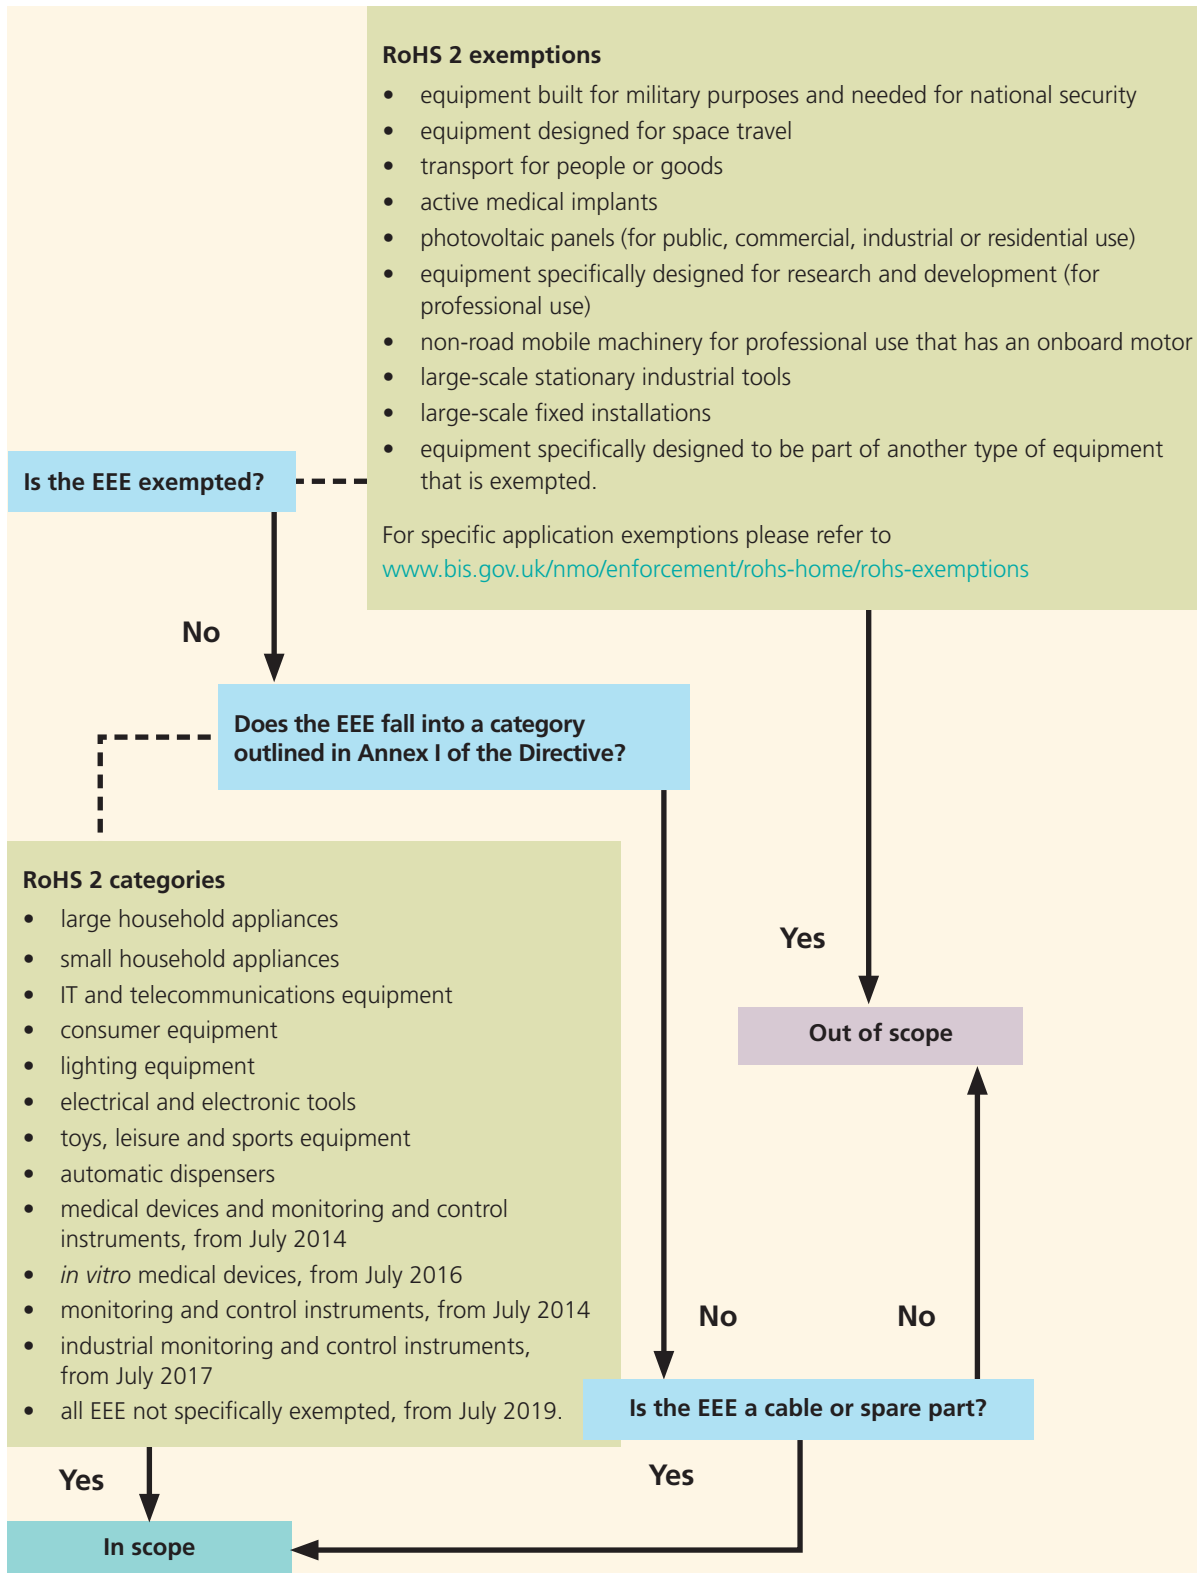 RoHS 2 exemptions
• equipment built for military purposes and needed for national security
• equipment designed for space travel
• transport for people or goods
• active medical implants
• photovoltaic panels (for public, commercial, industrial or residential use)
• equipment specifically designed for research and development (for
professional use)
• non-road mobile machinery for professional use that has an onboard motor
• large-scale stationary industrial tools
• large-scale fixed installations
• equipment specifically designed to be part of another type of equipment
that is exempted.
For specific application exemptions please refer to
www.bis.gov.uk/nmo/enforcement/rohs-home/rohs-exemptions
Is the EEE exempted?
No
Does the EEE fall into a category
outlined in Annex I of the Directive?
RoHS 2 categories
• large household appliances
• small household appliances
• IT and telecommunications equipment
• consumer equipment
• lighting equipment
• electrical and electronic tools
• toys, leisure and sports equipment
• automatic dispensers
• medical devices and monitoring and control
instruments, from July 2014
• in vitro medical devices, from July 2016
• monitoring and control instruments, from July 2014
• industrial monitoring and control instruments,
from July 2017
• all EEE not specifically exempted, from July 2019.
Yes
Out of scope
No
No
Is the EEE a cable or spare part?
Yes
Yes
In scope